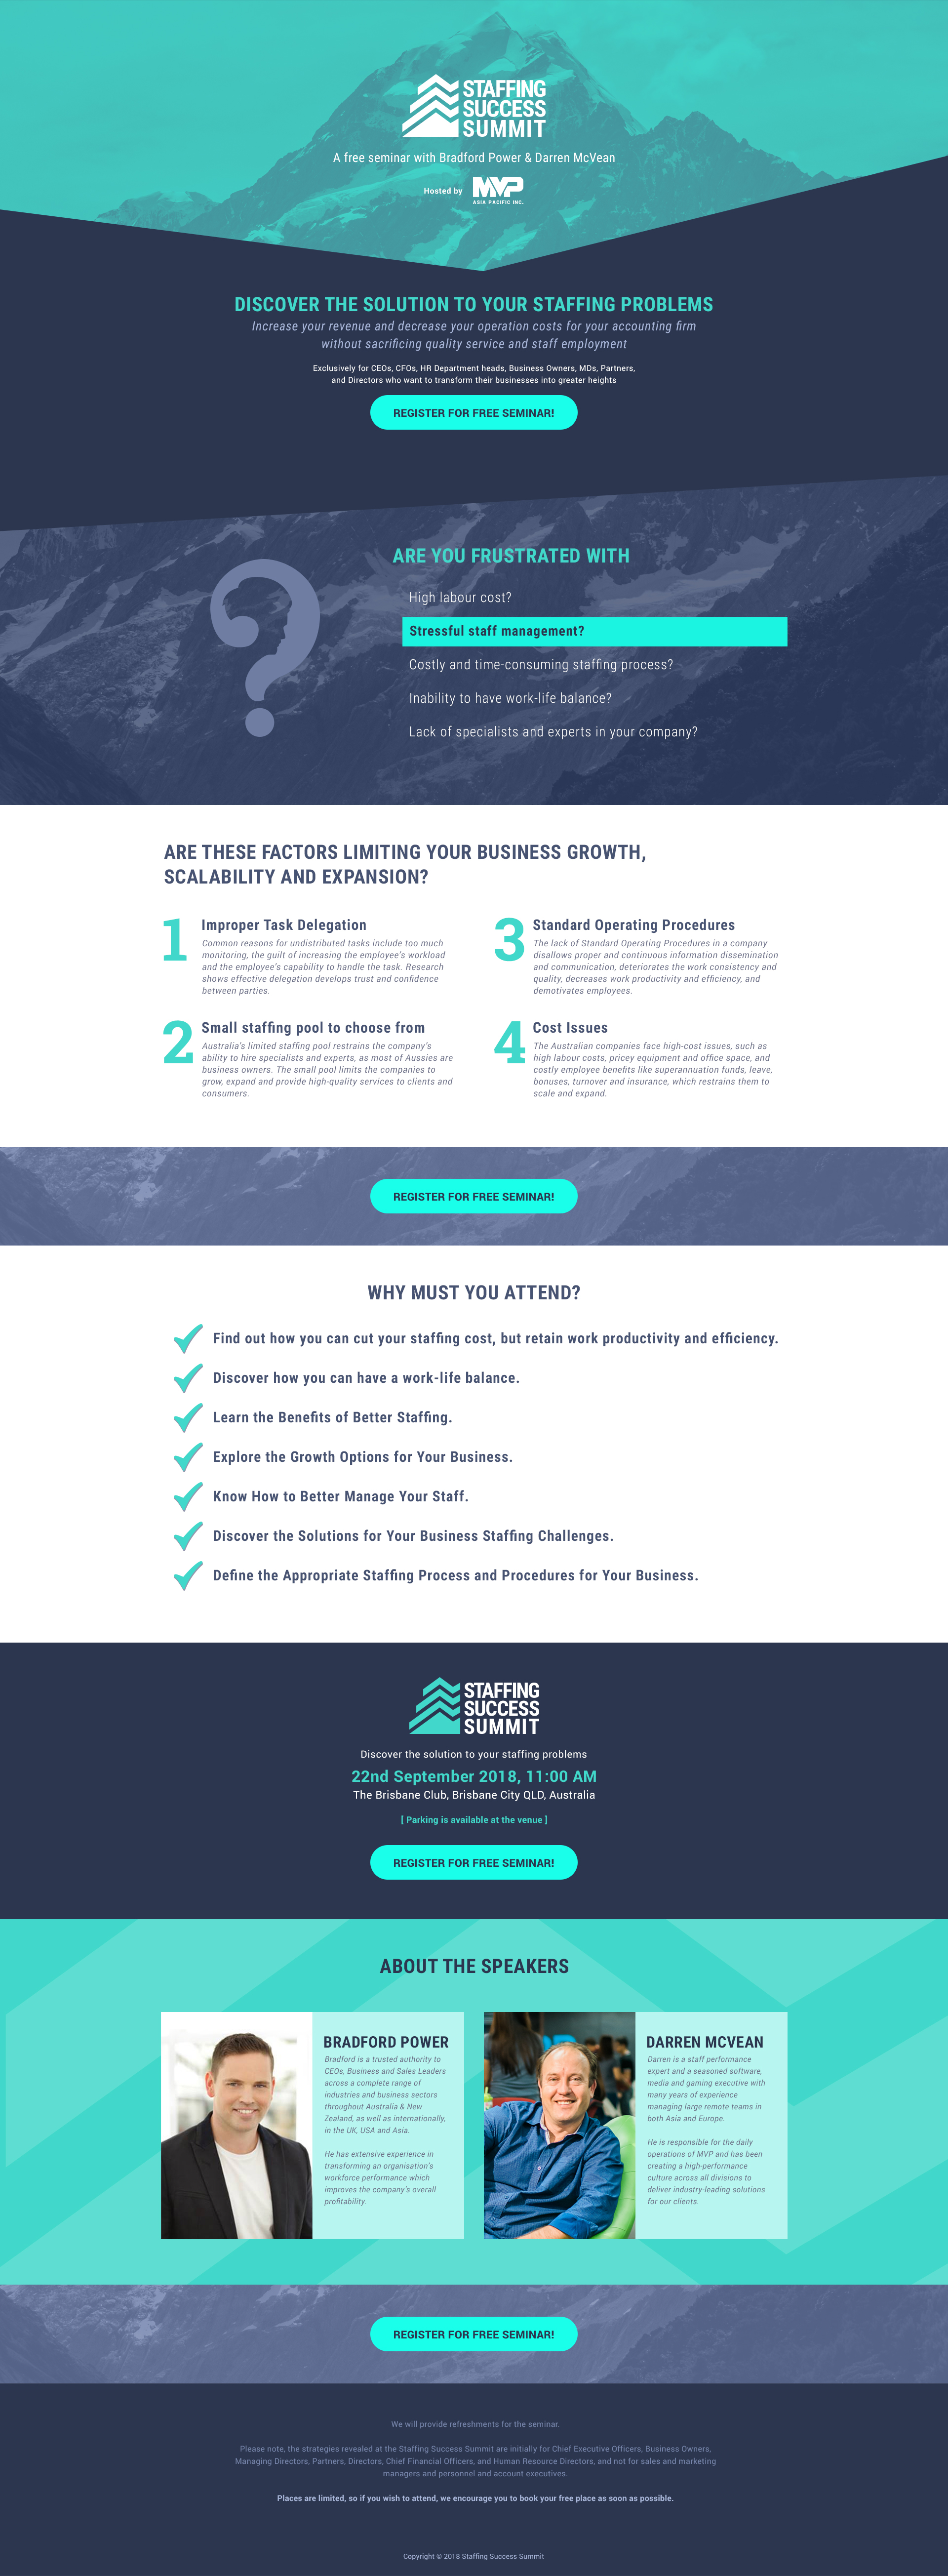 STAFFING
SUCCESS
SUMMIT
A free seminar with Bradford Power & Darren McVean
Hosted by
MVP
ASIA PACIFIC INC.
DISCOVER THE SOLUTION TO YOUR STAFFING PROBLEMS
Increase your revenue and decrease your operation costs for your accounting firm
without sacrificing quality service and staff employment
Exclusively for CEOs, CFOs, HR Department heads, Business Owners, MDs, Partners,
and Directors who want to transform their businesses into greater heights
REGISTER FOR FREE SEMINAR!
?
ARE YOU FRUSTRATED WITH
High labour cost?
Stressful staff management?
Costly and time-consuming staffing process?
Inability to have work-life balance?
Lack of specialists and experts in your company?
ARE THESE FACTORS LIMITING YOUR BUSINESS GROWTH,
SCALABILITY AND EXPANSION?
1
Improper Task Delegation
Common reasons for undistributed tasks include too much
monitoring, the guilt of increasing the employee's workload
and the employee's capability to handle the task. Research
shows effective delegation develops trust and confidence
between parties.
2
Small staffing pool to choose from
Australia's limited staffing pool restrains the company's
ability to hire specialists and experts, as most of Aussies are
business owners. The small pool limits the companies to
grow, expand and provide high-quality services to clients and
consumers.
3
Standard Operating Procedures
The lack of Standard Operating Procedures in a company
disallows proper and continuous information dissemination
and communication, deteriorates the work consistency and
quality, decreases work productivity and efficiency, and
demotivates employees.
4
Cost Issues
The Australian companies face high-cost issues, such as
high labour costs, pricey equipment and office space, and
costly employee benefits like superannuation funds, leave,
bonuses, turnover and insurance, which restrains them to
scale and expand.
REGISTER FOR FREE SEMINAR!
WHY MUST YOU ATTEND?
Find out how you can cut your staffing cost, but retain work productivity and efficiency.
Discover how you can have a work-life balance.
Learn the Benefits of Better Staffing.
Explore the Growth Options for Your Business.
Know How to Better Manage Your Staff.
Discover the Solutions for Your Business Staffing Challenges.
Define the Appropriate Staffing Process and Procedures for Your Business.
STAFFING
SUCCESS
SUMMIT
Discover the solution to your staffing problems
22nd September 2018, 11:00 AM
The Brisbane Club, Brisbane City QLD, Australia
[ Parking is available at the venue ]
REGISTER FOR FREE SEMINAR!
ABOUT THE SPEAKERS
BRADFORD POWER
Bradford is a trusted authority to
CEOs, Business and Sales Leaders
across a complete range of
industries and business sectors
throughout Australia & New
Zealand, as well as internationally,
in the UK, USA and Asia.
He has extensive experience in
transforming an organisation's
workforce performance which
improves the company's overall
profitability.
DARREN MCVEAN
Darren is a staff performance
expert and a seasoned software,
media and gaming executive with
many years of experience
managing large remote teams in
both Asia and Europe.
He is responsible for the daily
operations of MVP and has been
creating a high-performance
culture across all divisions to
deliver industry-leading solutions
for our clients.
REGISTER FOR FREE SEMINAR!
We will provide refreshments for the seminar.
Please note, the strategies revealed at the Staffing Success Summit are initially for Chief Executive Officers, Business Owners,
Managing Directors, Partners, Directors, Chief Financial Officers, and Human Resource Directors, and not for sales and marketing
managers and personnel and account executives.
Places are limited, so if you wish to attend, we encourage you to book your free place as soon as possible.
Copyright © 2018 Staffing Success Summit